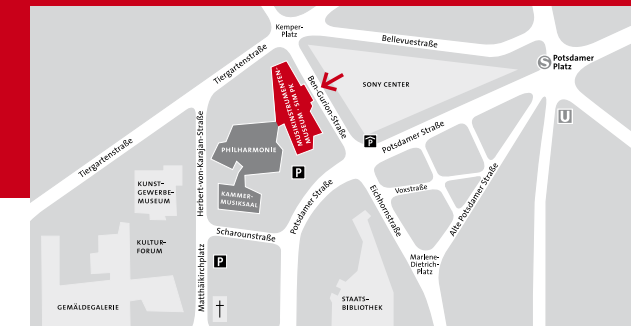 Kemper-
Platz
Bellevuestraße
Tiergartenstraße
S Potsdamer
Platz
MUSIKINSTRUMENTEN-
MUSEUM · SIM PK
Ben-Gurion-Straße
SONY CENTER
U
Potsdamer Straße
P
Herbert-von-Karajan-Straße
PHILHARMONIE
Tiergartenstraße
P
KUNST-
GEWERBE-
MUSEUM
KAMMER-
MUSIKSAAL
Potsdamer Straße
Eichhornstraße
Voxstraße
Alte Potsdamer Straße
Scharounstraße
KULTUR-
FORUM
Matthäikirchplatz
P
Marlene-
Dietrich-
Platz
GEMÄLDEGALERIE
STAATS-
BIBLIOTHEK